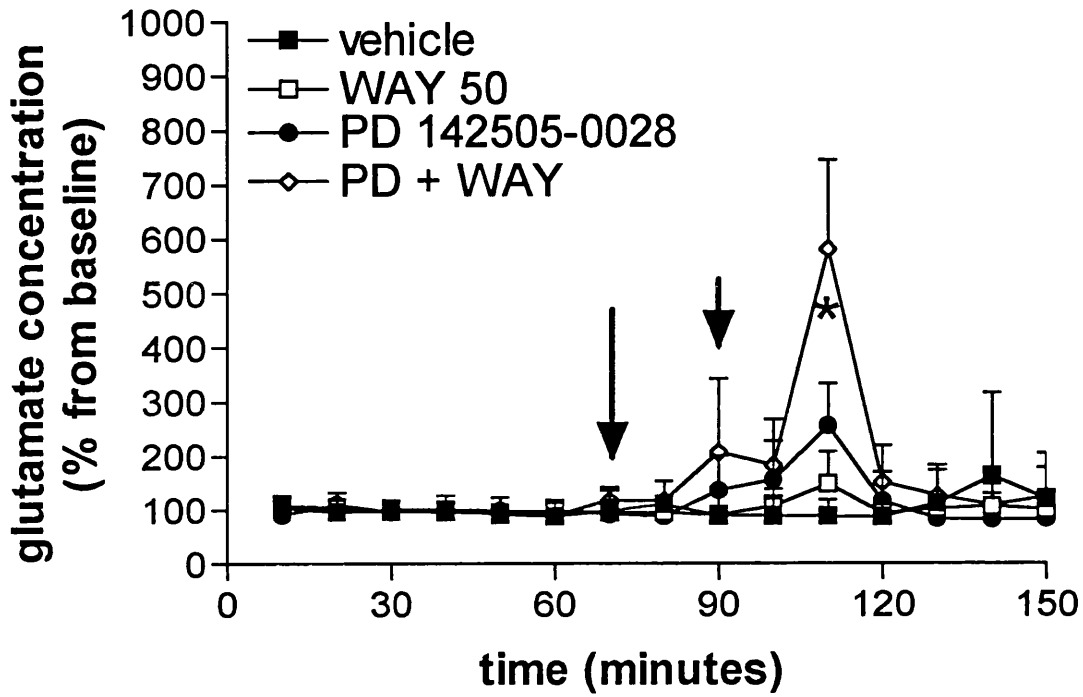 glutamate concentration
(% from baseline)
1000
900
800
700
600
500
400
300
200
100
0
vehicle
WAY 50
PD 142505-0028
PD + WAY
*
0 30 60 90 120 150
time (minutes)